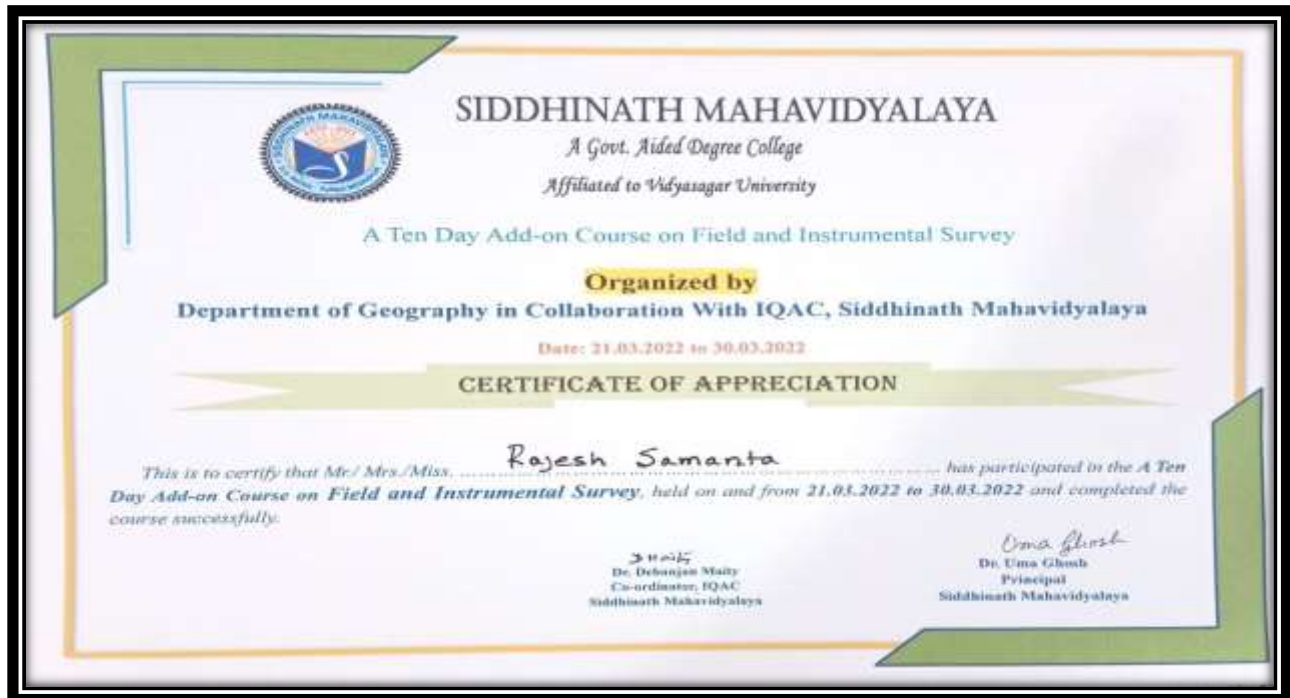 SIDDHINATH MAHAVIDYALAYA
SIDDHINATH MAHAVIDYALAYA
A Govt. Aided Degree College
Affiliated to Vidyasagar University
A Ten Day Add-on Course on Field and Instrumental Survey
Organized by
Department of Geography in Collaboration With IQAC, Siddhinath Mahavidyalaya
Date: 21.03.2022 to 30.03.2022
CERTIFICATE OF APPRECIATION
This is to certify that Mr./ Mrs./Miss. Rajesh Samanta has participated in the A Ten
Day Add-on Course on Field and Instrumental Survey, held on and from 21.03.2022 to 30.03.2022 and completed the
course successfully.
Dr. Debanjan Maity
Co-ordinator, IQAC
Siddhinath Mahavidyalaya
Uma Ghosh
Dr. Uma Ghosh
Principal
Siddhinath Mahavidyalaya